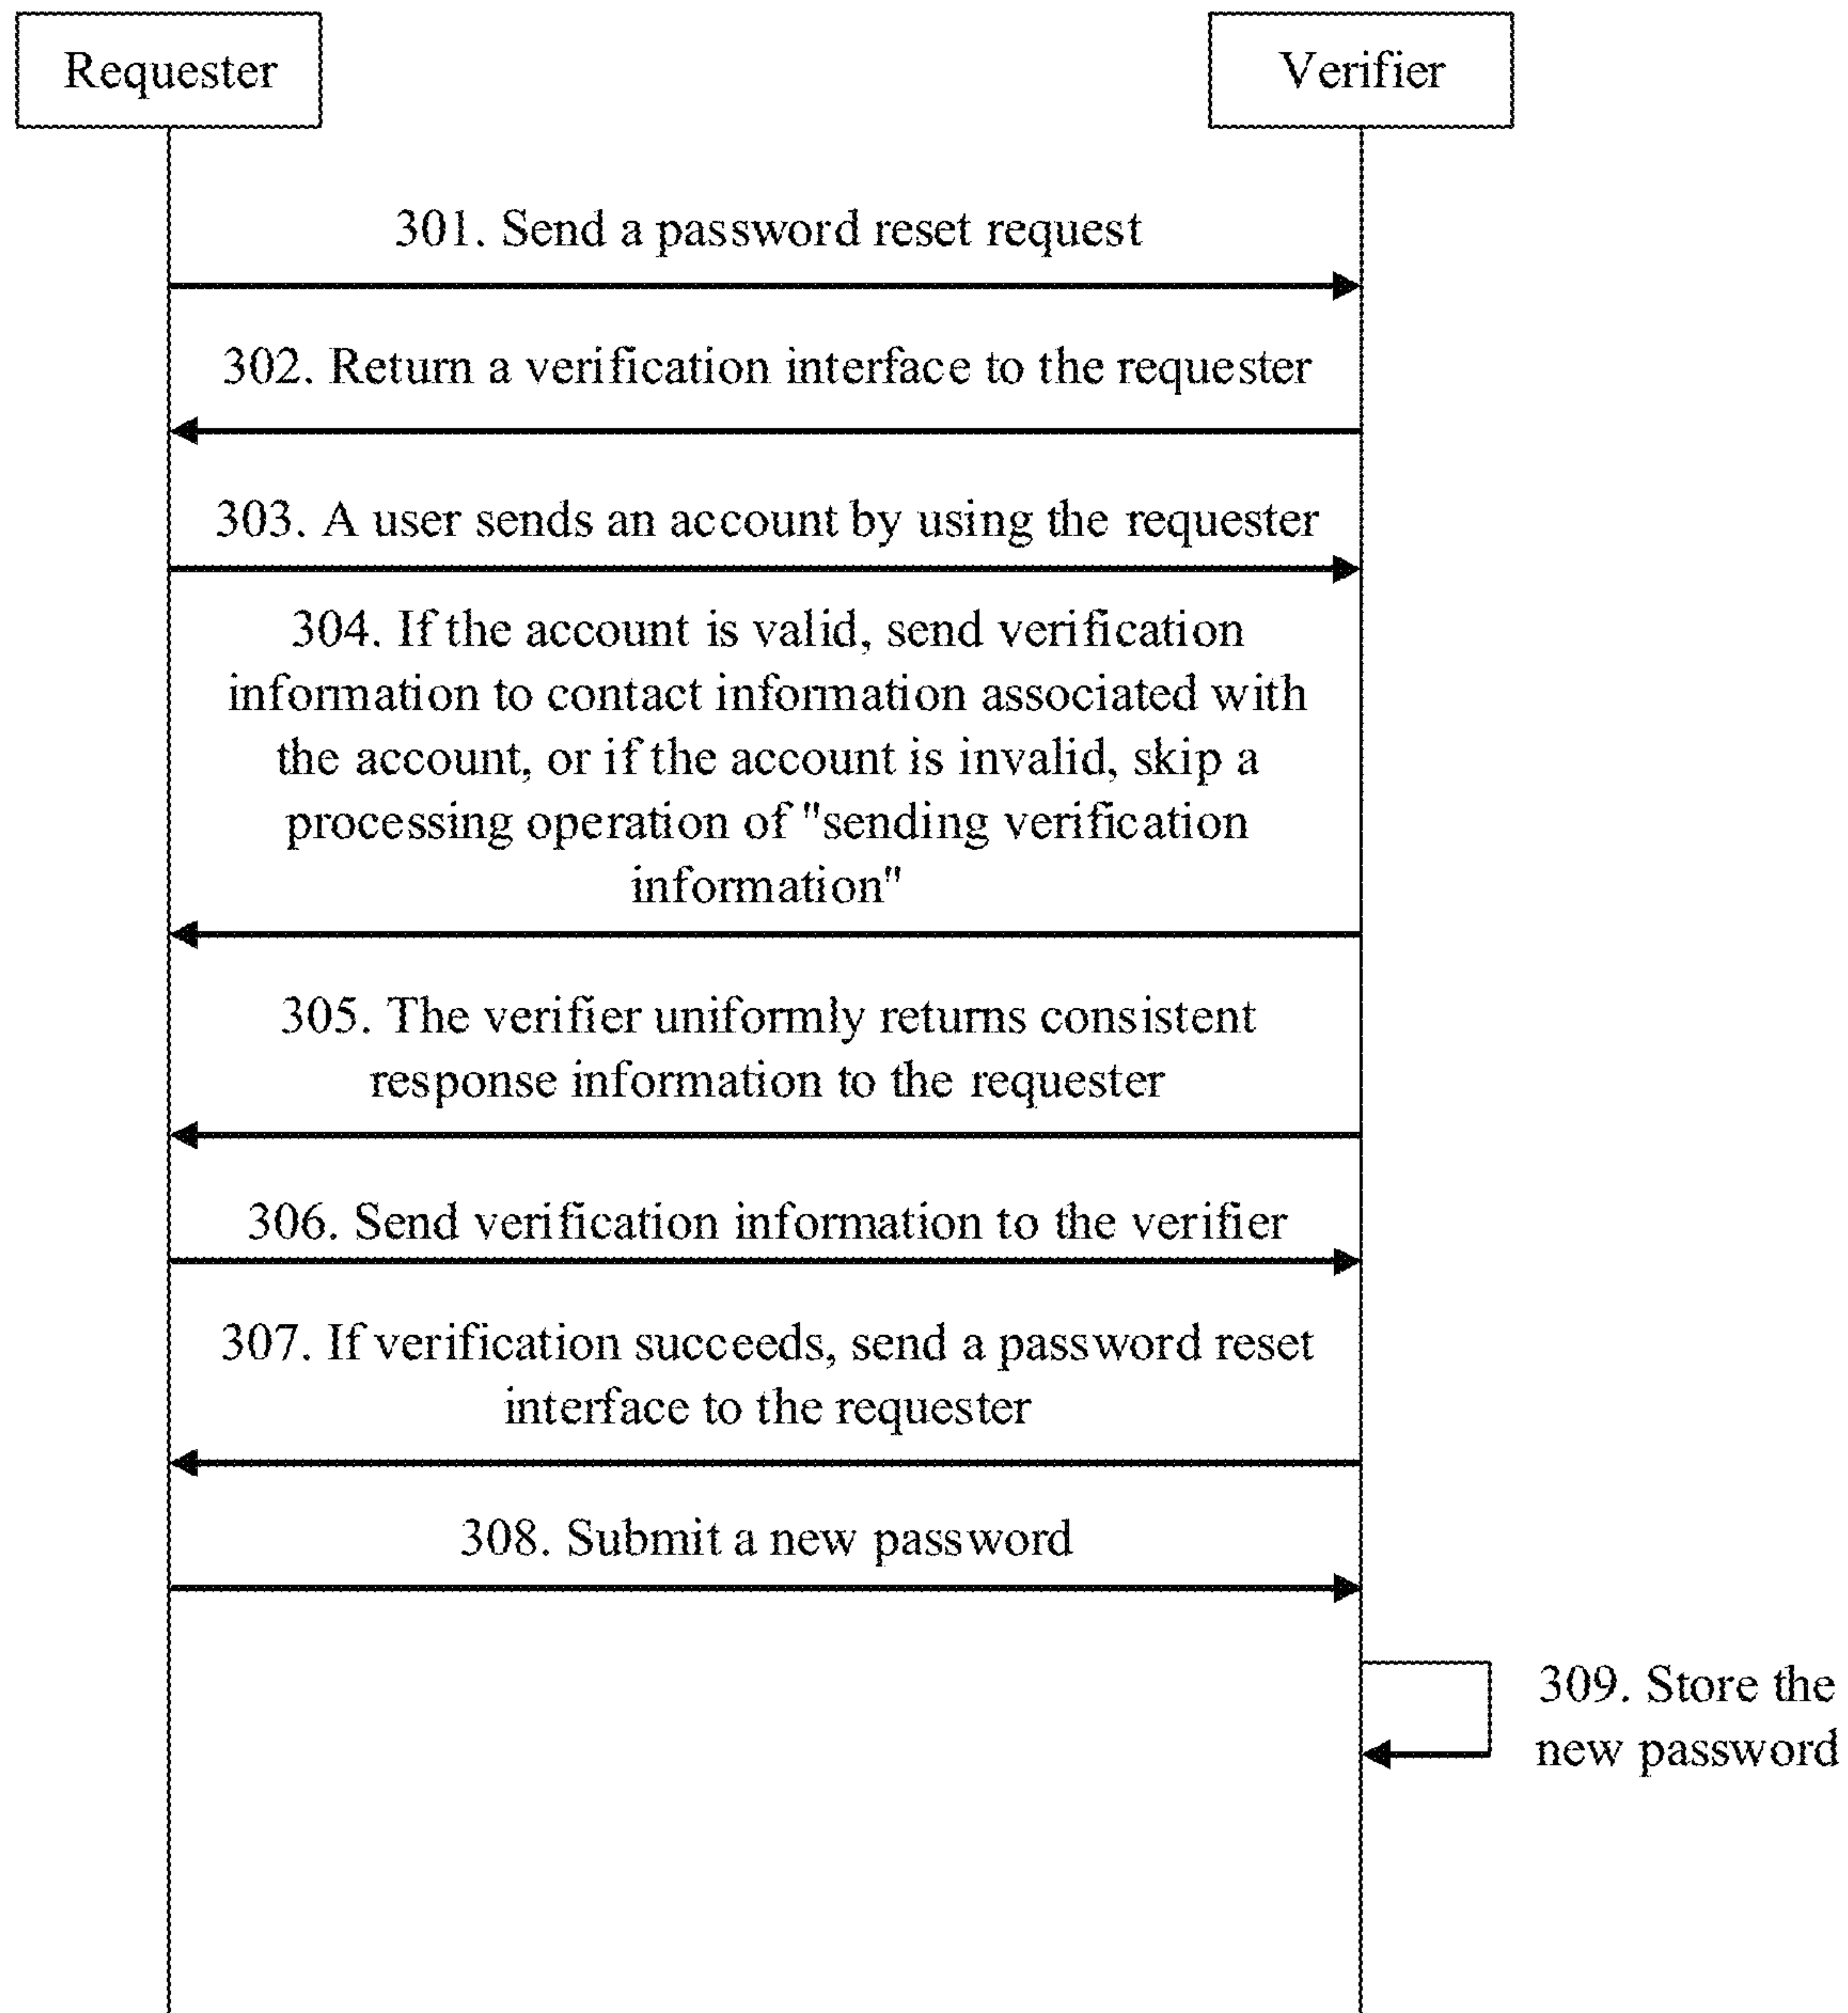 Requester
Verifier
301. Send a password reset request
302. Return a verification interface to the requester
303. A user sends an account by using the requester
304. If the account is valid, send verification
information to contact information associated with
the account, or if the account is invalid, skip a
processing operation of "sending verification
information"
305. The verifier uniformly returns consistent
response information to the requester
306. Send verification information to the verifier
307. If verification succeeds, send a password reset
interface to the requester
308. Submit a new password
309. Store the
new password